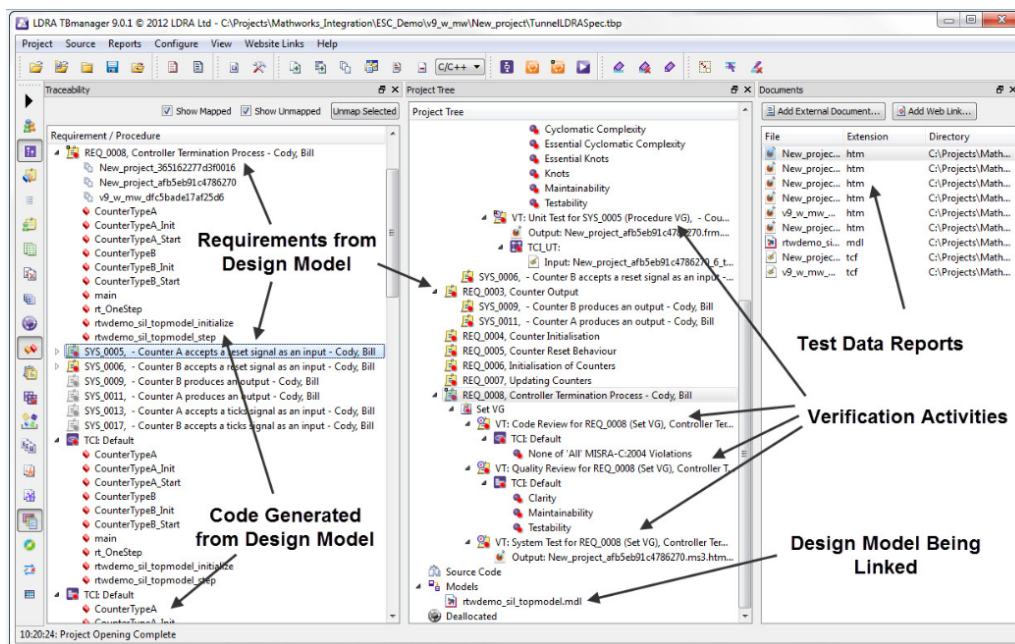 LDRA TBmanager 9.0.1 © 2012 LDRA Ltd - C:\Projects\Mathworks_Integration\ESC_Demo\v9_w_mw\New_project\TunnelLDRASpec.tbp
Project Source Reports Configure View Website Links Help
C/C++
Traceability
Show Mapped Show Unmapped Unmap Selected
Requirement / Procedure
REQ_0008, Controller Termination Process - Cody, Bill
New_project_365162277d3f0016
New_project_afb5eb91c4786270
v9_w_mw_dfc5bade17af25d6
CounterTypeA
CounterTypeA_Init
CounterTypeA_Start
CounterTypeB
CounterTypeB_Init
CounterTypeB_Start
main
rt_OneStep
rtwdemo_sil_topmodel_initialize
rtwdemo_sil_topmodel_step
SYS_0005, - Counter A accepts a reset signal as an input - Cody, Bill
SYS_0006, - Counter B accepts a reset signal as an input - Cody, Bill
SYS_0009, - Counter B produces an output - Cody, Bill
SYS_0011, - Counter A produces an output - Cody, Bill
SYS_0013, - Counter A accepts a ticks signal as an input - Cody, Bill
SYS_0017, - Counter B accepts a ticks signal as an input - Cody, Bill
TCI: Default
CounterTypeA
CounterTypeA_Init
CounterTypeA_Start
CounterTypeB
CounterTypeB_Init
CounterTypeB_Start
main
rt_OneStep
rtwdemo_sil_topmodel_initialize
rtwdemo_sil_topmodel_step
TCI: Default
CounterTypeA
CounterTypeA_Init
Requirements from
Design Model
Code Generated
from Design Model
Project Tree
Project Tree
Cyclomatic Complexity
Essential Cyclomatic Complexity
Essential Knots
Knots
Maintainability
Testability
VT: Unit Test for SYS_0005 (Procedure VG), - Cou...
Output: New_project_afb5eb91c4786270.frm....
TCI_UT:
Input: New_project_afb5eb91c4786270_6_t...
SYS_0006, - Counter B accepts a reset signal as an input -...
REQ_0003, Counter Output
SYS_0009, - Counter B produces an output - Cody, Bill
SYS_0011, - Counter A produces an output - Cody, Bill
REQ_0004, Counter Initialisation
REQ_0005, Counter Reset Behaviour
REQ_0006, Initialisation of Counters
REQ_0007, Updating Counters
REQ_0008, Controller Termination Process - Cody, Bill
Set VG
VT: Code Review for REQ_0008 (Set VG), Controller Ter...
TCI: Default
None of 'All' MISRA-C:2004 Violations
VT: Quality Review for REQ_0008 (Set VG), Controller T...
TCI: Default
Clarity
Maintainability
Testability
VT: System Test for REQ_0008 (Set VG), Controller Ter...
Output: New_project_afb5eb91c4786270.ms3.htm...
Source Code
Models
rtwdemo_sil_topmodel.mdl
Deallocated
Documents
Add External Document... Add Web Link...
File Extension Directory
New_projec... htm C:\Projects\Math...
New_projec... htm C:\Projects\Math...
New_projec... htm C:\Projects\Math...
New_projec... htm C:\Projects\Math...
v9_w_mw_... htm C:\Projects\Math...
rtwdemo_si... mdl C:\Projects\Math...
New_projec... tcf C:\Projects\Math...
v9_w_mw_... tcf C:\Projects\Math...
Test Data Reports
Verification Activities
Design Model Being
Linked
10:20:24: Project Opening Complete